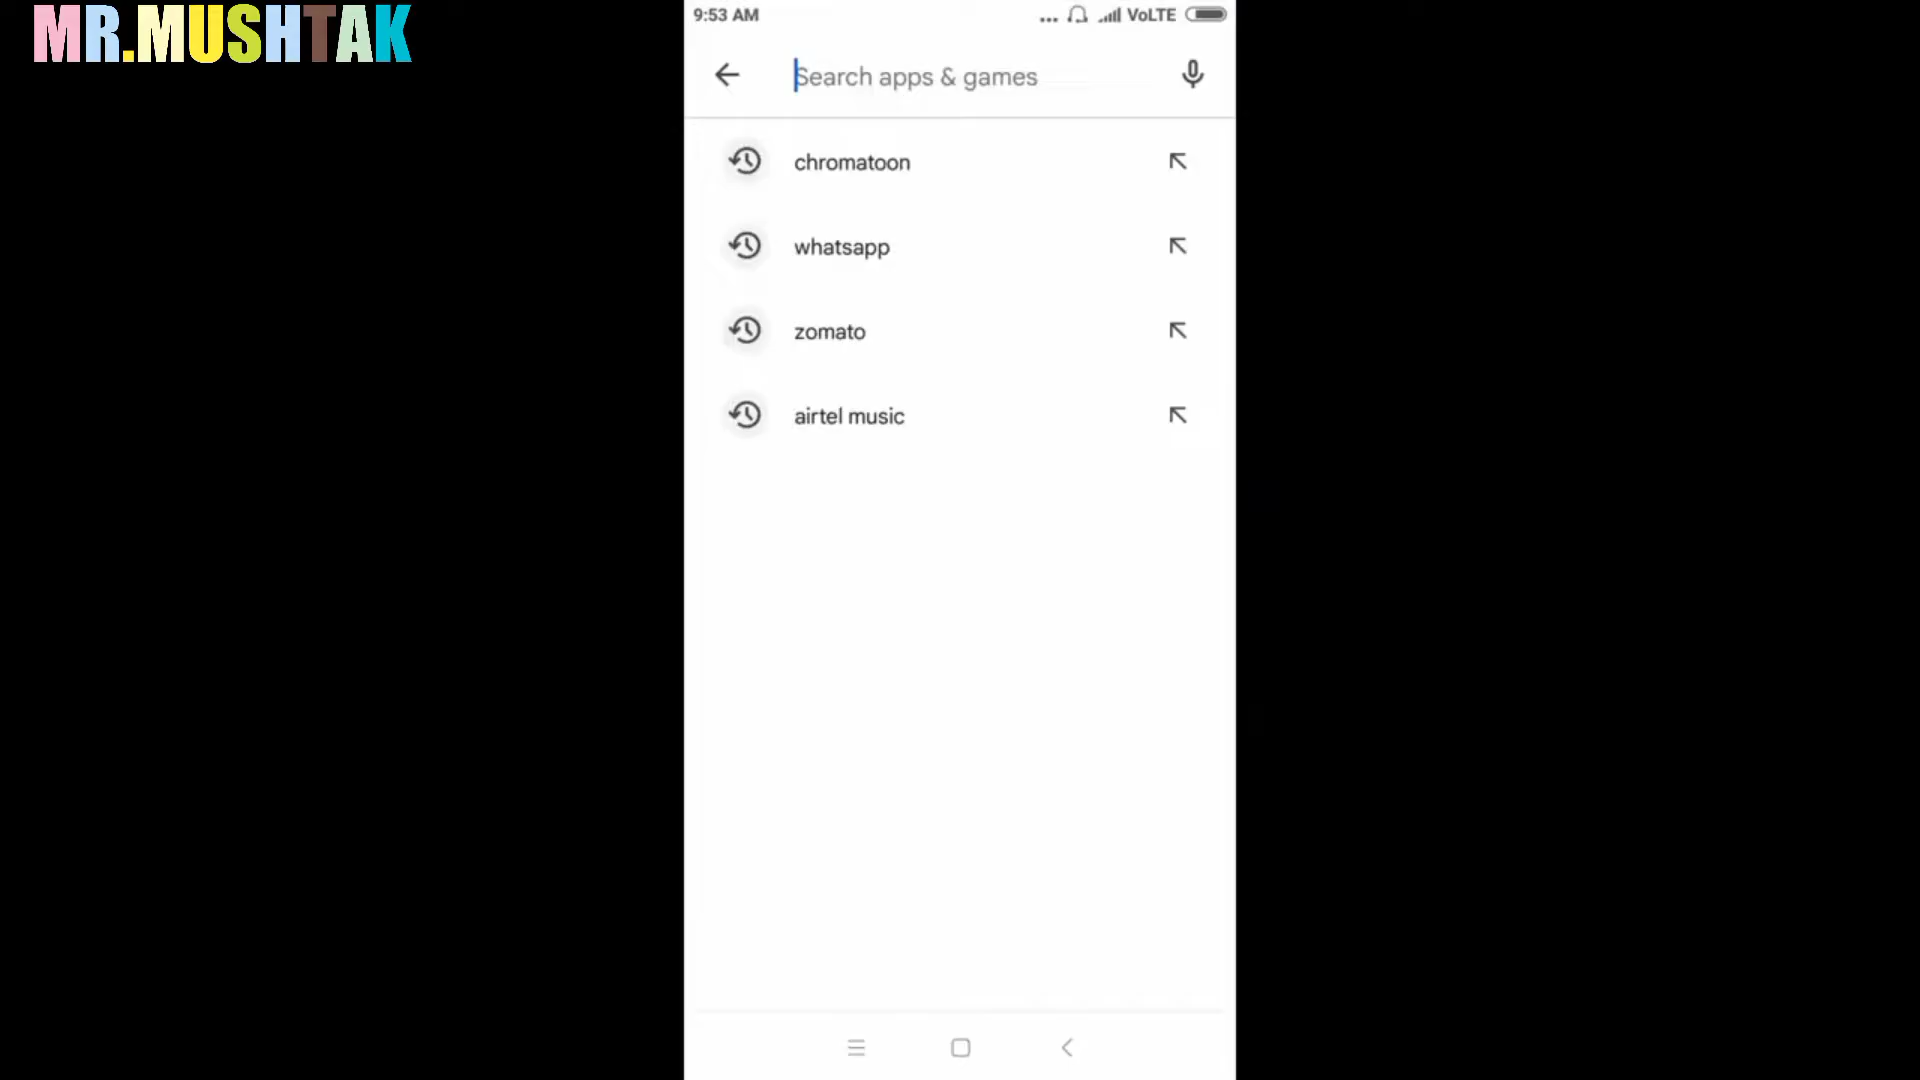 MR.MUSHTAK
9:53 AM
... VoLTE
Search apps & games
chromatoon
whatsapp
zomato
airtel music